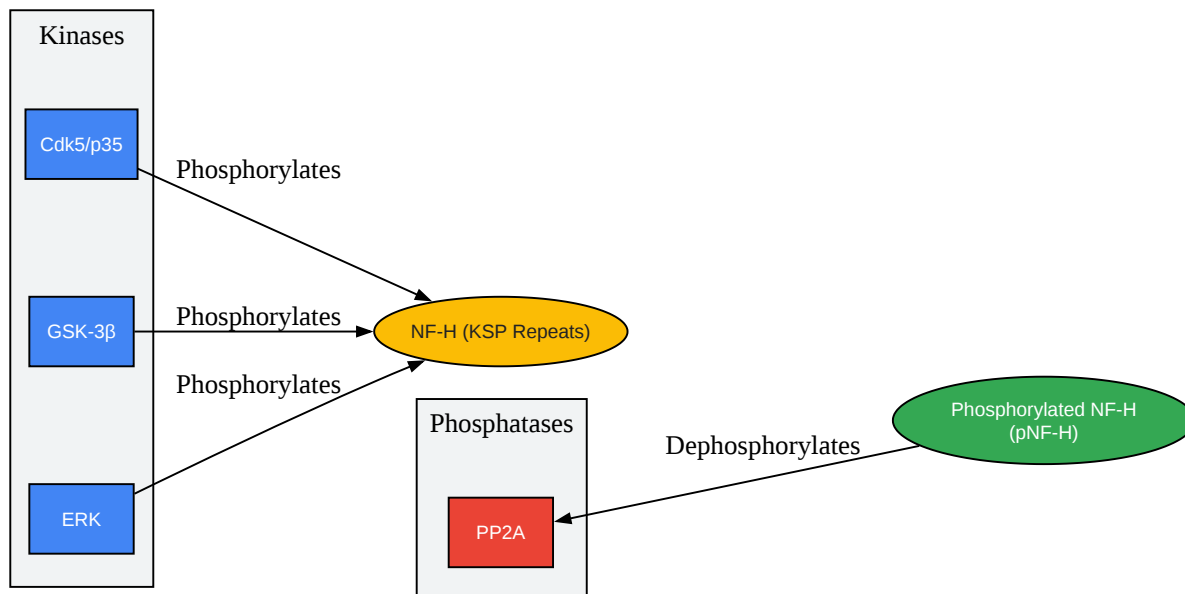 Kinases
Cdk5/p35
Phosphorylates
GSK-3β
Phosphorylates
NF-H (KSP Repeats)
Phosphorylates
ERK
Phosphatases
PP2A
Dephosphorylates
Phosphorylated NF-H
(pNF-H)